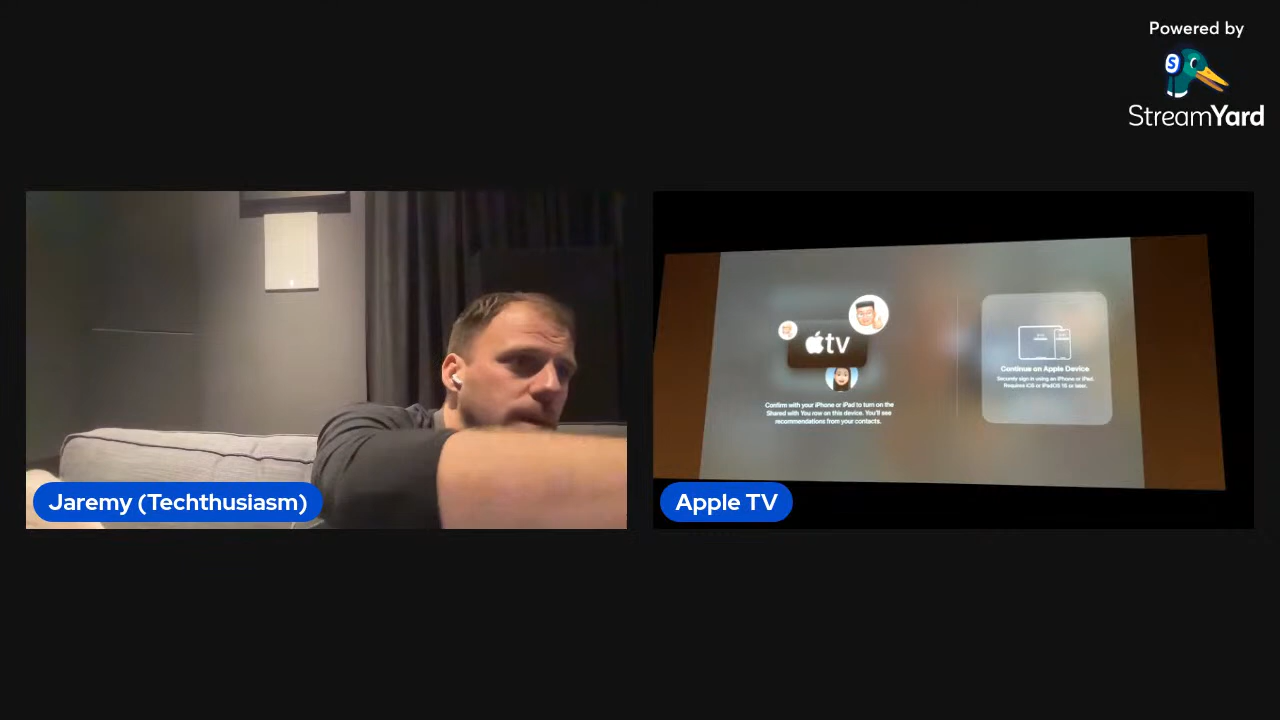 Powered by
S
StreamYard
tv
Confirm with your iPhone or iPad to turn on the
Shared with You row on this device. You'll see
recommendations from your contacts.
Continue on Apple Device
Securely sign in using an iPhone or iPad.
Requires iOS or iPadOS 16 or later.
Jaremy (Techthusiasm)
Apple TV